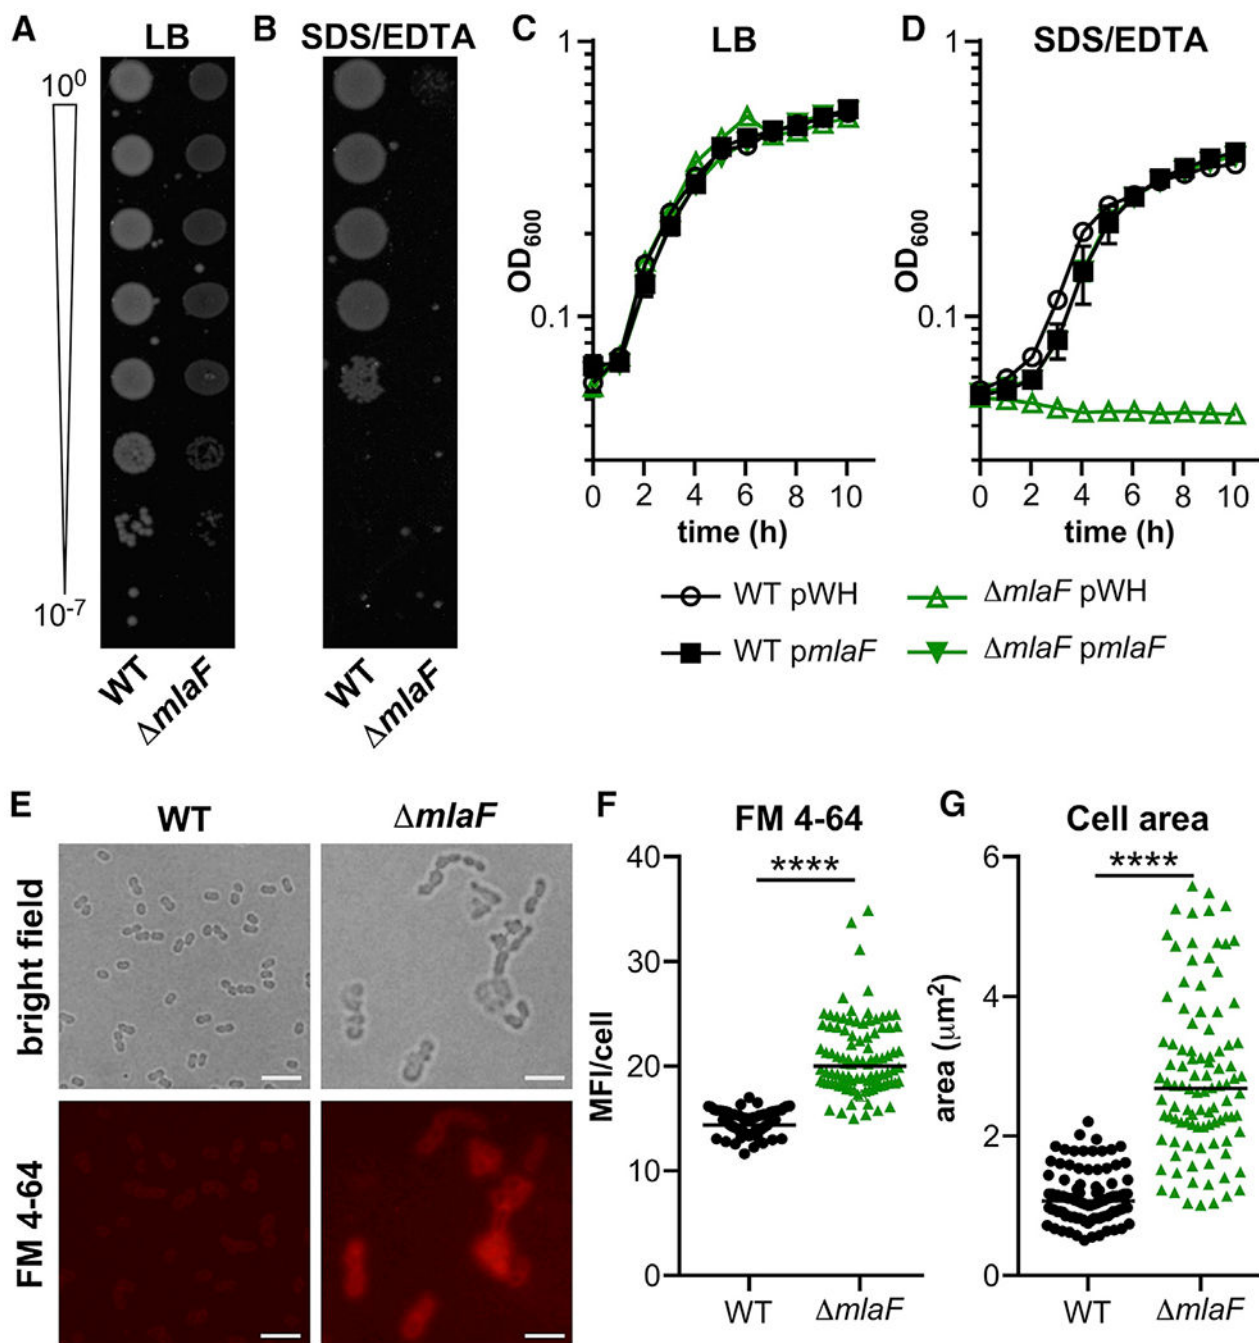 A
LB
B
SDS/EDTA
10⁰
10⁻⁷
WT
ΔmlaF
WT
ΔmlaF
C
LB
1
0.1
OD₆₀₀
0 2 4 6 8 10
time (h)
D
SDS/EDTA
1
0.1
OD₆₀₀
0 2 4 6 8 10
time (h)
WT pWH
ΔmlaF pWH
WT pmlaF
ΔmlaF pmlaF
E
WT
ΔmlaF
bright field
FM 4-64
F
FM 4-64
****
40
30
20
10
0
MFI/cell
WT
ΔmlaF
G
Cell area
****
6
4
2
0
area (μm²)
WT
ΔmlaF